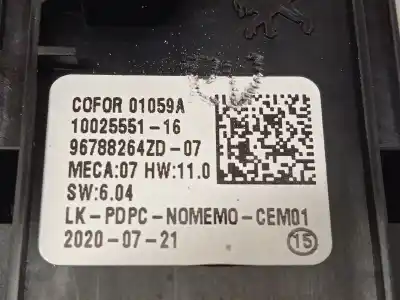 COFOR 01059A
10025551-16
96788264ZD-07
MECA:07 HW:11.0
SW:6.04
LK-PDPC-NOMEMO-CEM01
2020-07-21
15